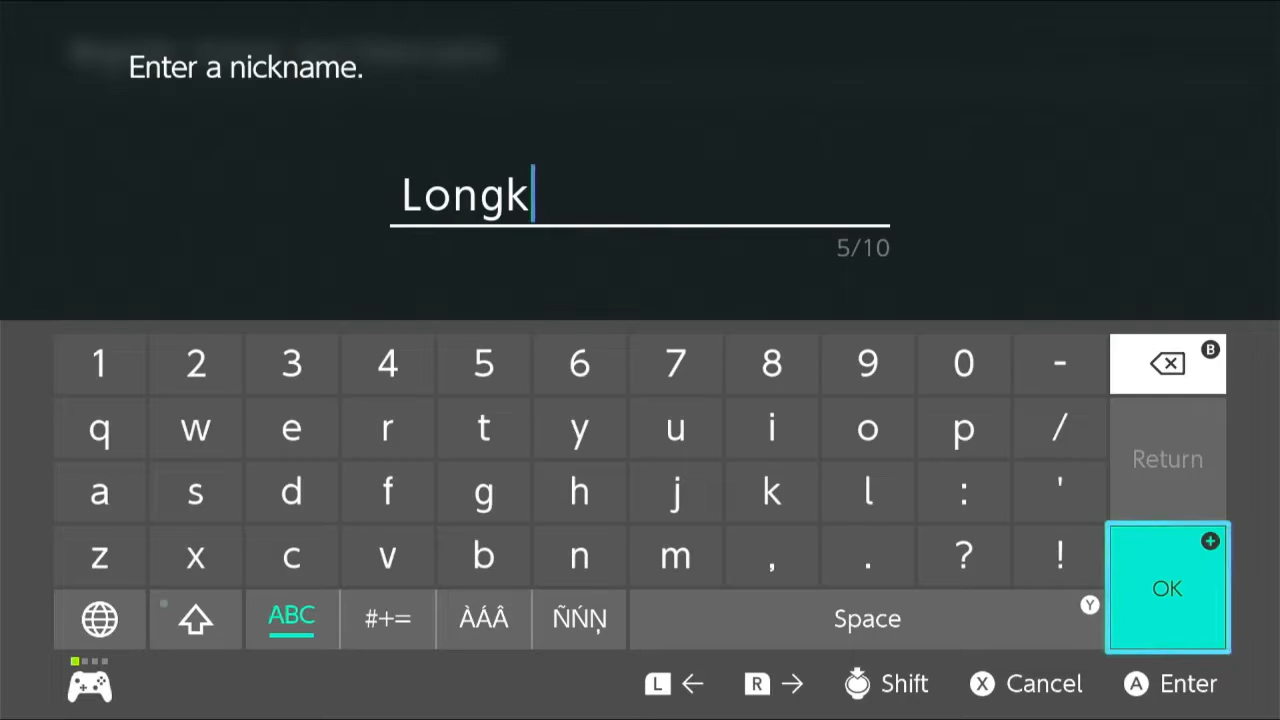 Enter a nickname.
Longk
5/10
1 2 3 4 5 6 7 8 9 0 - B
q w e r t y u i o p / Return
a s d f g h j k l : '
z x c v b n m , . ? ! + OK
ABC #+= ÀÁÂ ÑŃŅ Space Y
L ← R → Shift X Cancel A Enter